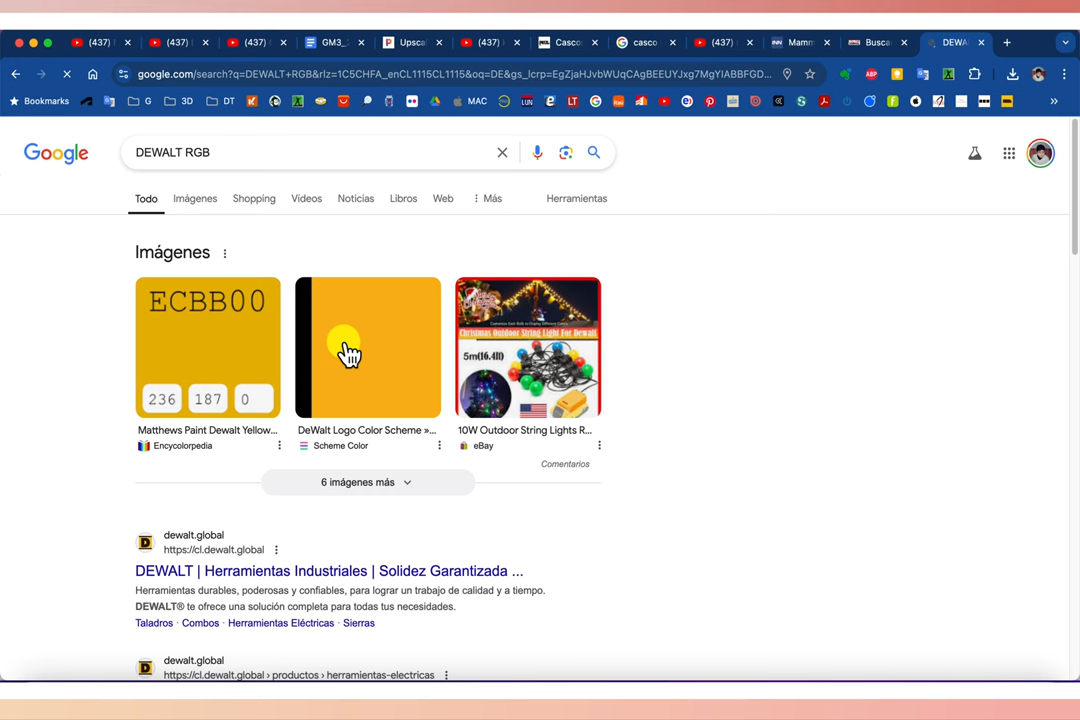 (437)
(437)
(437)
GM3_
Upsca
(437)
Casco
casco
(437)
INN
Mamm
Busca
DEWA
google.com/search?q=DEWALT+RGB&rlz=1C5CHFA_enCL1115CL1115&oq=DE&gs_lcrp=EgZjaHJvbWUqCAgBEEUYJxg7MgYIABBFGD...
ABP
Bookmarks
G
3D
DT
LUN
LT
MAC
Google
DEWALT RGB
Todo
Imágenes
Shopping
Vídeos
Noticias
Libros
Web
Más
Herramientas
Imágenes
ECBB00
236 187 0
Christmas Outdoor String Light For Dewalt
5m(16.4ft)
Matthews Paint Dewalt Yellow...
Encycolorpedia
DeWalt Logo Color Scheme »...
Scheme Color
10W Outdoor String Lights R...
eBay
Comentarios
6 imágenes más
D
dewalt.global
https://cl.dewalt.global
DEWALT | Herramientas Industriales | Solidez Garantizada ...
Herramientas durables, poderosas y confiables, para lograr un trabajo de calidad y a tiempo.
DEWALT® te ofrece una solución completa para todas tus necesidades.
Taladros · Combos · Herramientas Eléctricas · Sierras
D
dewalt.global
https://cl.dewalt.global › productos › herramientas-electricas